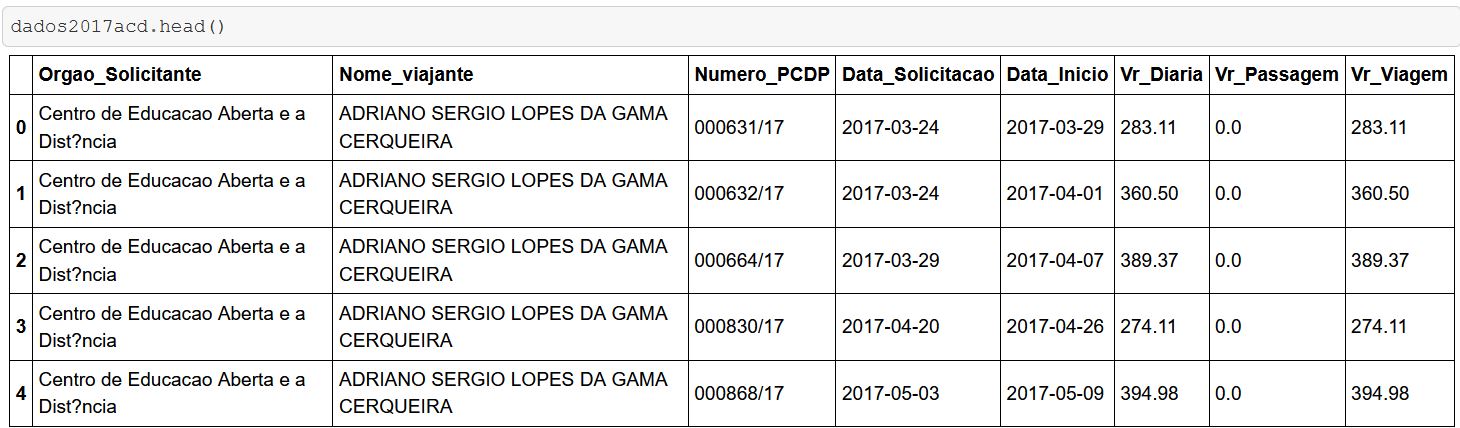 dados2017acd.head()
Orgao_Solicitante Nome_viajante Numero_PCDP Data_Solicitacao Data_Inicio Vr_Diaria Vr_Passagem Vr_Viagem
0 Centro de Educacao Aberta e a Dist?ncia ADRIANO SERGIO LOPES DA GAMA CERQUEIRA 000631/17 2017-03-24 2017-03-29 283.11 0.0 283.11
1 Centro de Educacao Aberta e a Dist?ncia ADRIANO SERGIO LOPES DA GAMA CERQUEIRA 000632/17 2017-03-24 2017-04-01 360.50 0.0 360.50
2 Centro de Educacao Aberta e a Dist?ncia ADRIANO SERGIO LOPES DA GAMA CERQUEIRA 000664/17 2017-03-29 2017-04-07 389.37 0.0 389.37
3 Centro de Educacao Aberta e a Dist?ncia ADRIANO SERGIO LOPES DA GAMA CERQUEIRA 000830/17 2017-04-20 2017-04-26 274.11 0.0 274.11
4 Centro de Educacao Aberta e a Dist?ncia ADRIANO SERGIO LOPES DA GAMA CERQUEIRA 000868/17 2017-05-03 2017-05-09 394.98 0.0 394.98